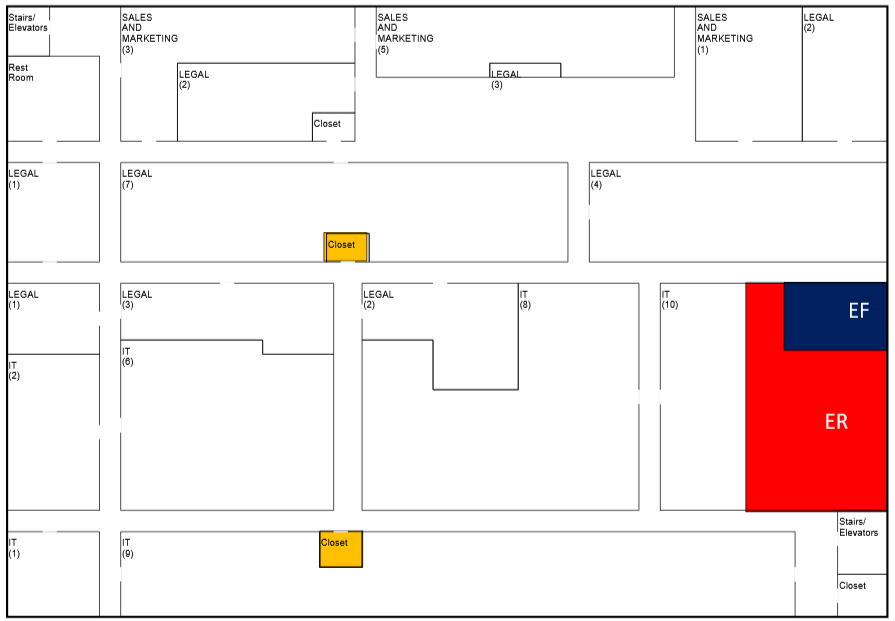 Stairs/
Elevators
SALES
AND
MARKETING
(3)
SALES
AND
MARKETING
(5)
SALES
AND
MARKETING
(1)
LEGAL
(2)
Rest
Room
LEGAL
(2)
LEGAL
(3)
Closet
LEGAL
(1)
LEGAL
(7)
LEGAL
(4)
Closet
LEGAL
(1)
LEGAL
(3)
LEGAL
(2)
IT
(8)
IT
(10)
EF
IT
(2)
IT
(6)
ER
Stairs/
Elevators
IT
(1)
IT
(9)
Closet
Closet